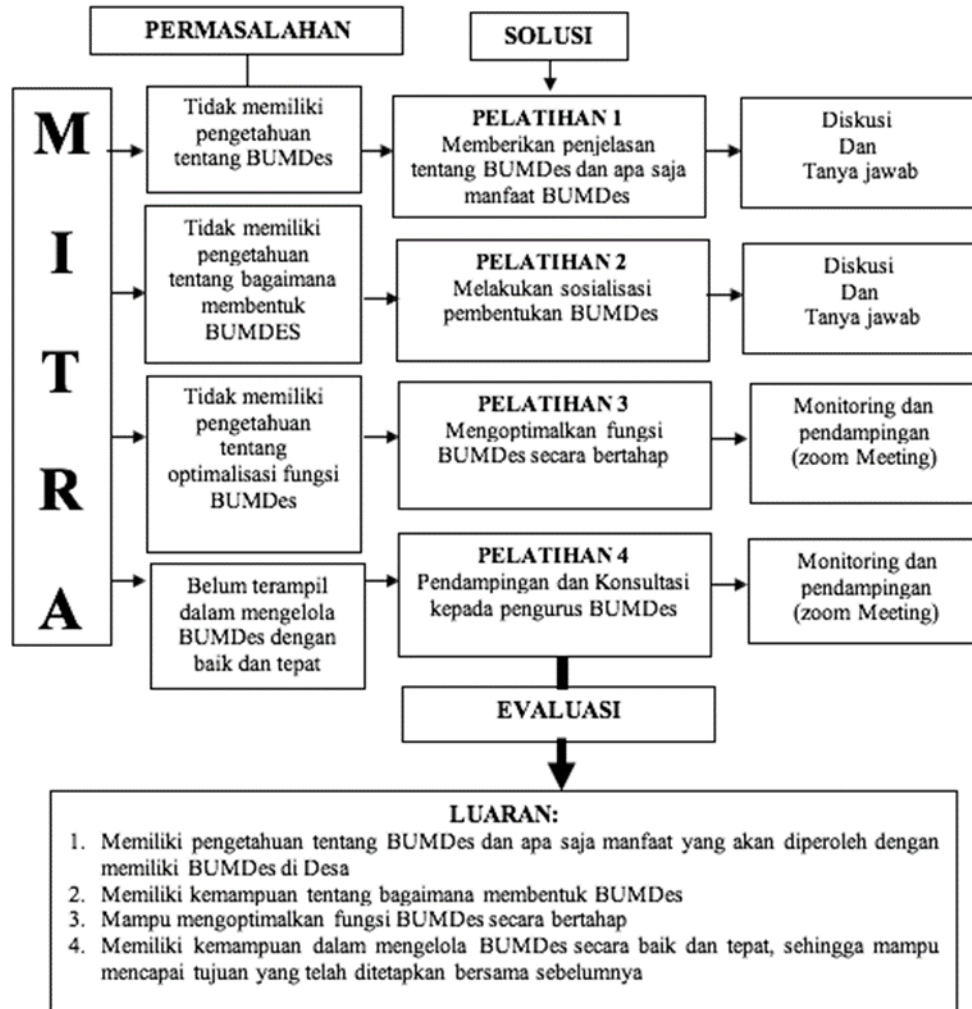 PERMASALAHAN
SOLUSI
M
I
T
R
A
Tidak memiliki
pengetahuan
tentang BUMDes
PELATIHAN 1
Memberikan penjelasan
tentang BUMDes dan apa saja
manfaat BUMDes
Diskusi
Dan
Tanya jawab
Tidak memiliki
pengetahuan
tentang bagaimana
membentuk
BUMDES
PELATIHAN 2
Melakukan sosialisasi
pembentukan BUMDes
Diskusi
Dan
Tanya jawab
Tidak memiliki
pengetahuan
tentang
optimalisasi fungsi
BUMDes
PELATIHAN 3
Mengoptimalkan fungsi
BUMDes secara bertahap
Monitoring dan
pendampingan
(zoom Meeting)
Belum terampil
dalam mengelola
BUMDes dengan
baik dan tepat
PELATIHAN 4
Pendampingan dan Konsultasi
kepada pengurus BUMDes
Monitoring dan
pendampingan
(zoom Meeting)
EVALUASI
LUARAN:
1. Memiliki pengetahuan tentang BUMDes dan apa saja manfaat yang akan diperoleh dengan
memiliki BUMDes di Desa
2. Memiliki kemampuan tentang bagaimana membentuk BUMDes
3. Mampu mengoptimalkan fungsi BUMDes secara bertahap
4. Memiliki kemampuan dalam mengelola BUMDes secara baik dan tepat, sehingga mampu
mencapai tujuan yang telah ditetapkan bersama sebelumnya